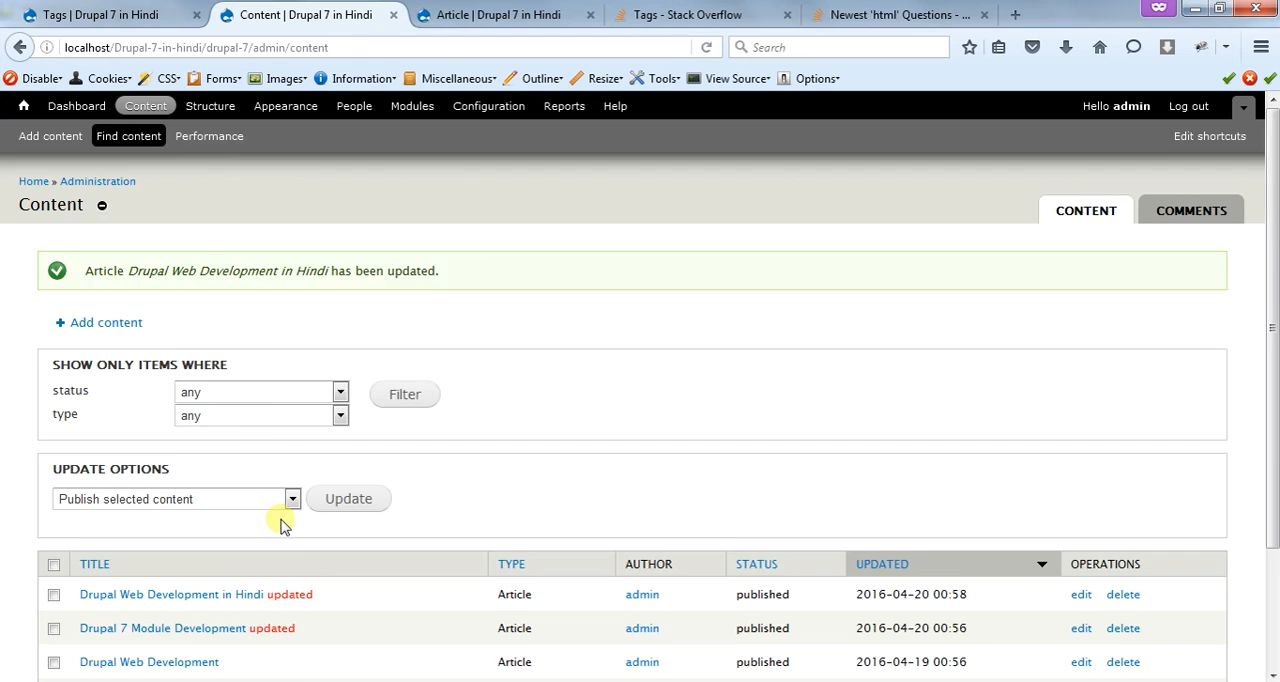 Tags | Drupal 7 in Hindi × Content | Drupal 7 in Hindi × Article | Drupal 7 in Hindi × Tags - Stack Overflow × Newest 'html' Questions - ... × +
localhost/Drupal-7-in-hindi/drupal-7/admin/content Search
Disable Cookies CSS Forms Images Information Miscellaneous Outline Resize Tools View Source Options
Dashboard Content Structure Appearance People Modules Configuration Reports Help Hello admin Log out
Add content Find content Performance Edit shortcuts
Home » Administration
Content
CONTENT COMMENTS
Article Drupal Web Development in Hindi has been updated.
+ Add content
SHOW ONLY ITEMS WHERE
status any Filter
type any
UPDATE OPTIONS
Publish selected content Update
TITLE TYPE AUTHOR STATUS UPDATED OPERATIONS
Drupal Web Development in Hindi updated Article admin published 2016-04-20 00:58 edit delete
Drupal 7 Module Development updated Article admin published 2016-04-20 00:56 edit delete
Drupal Web Development Article admin published 2016-04-19 00:56 edit delete